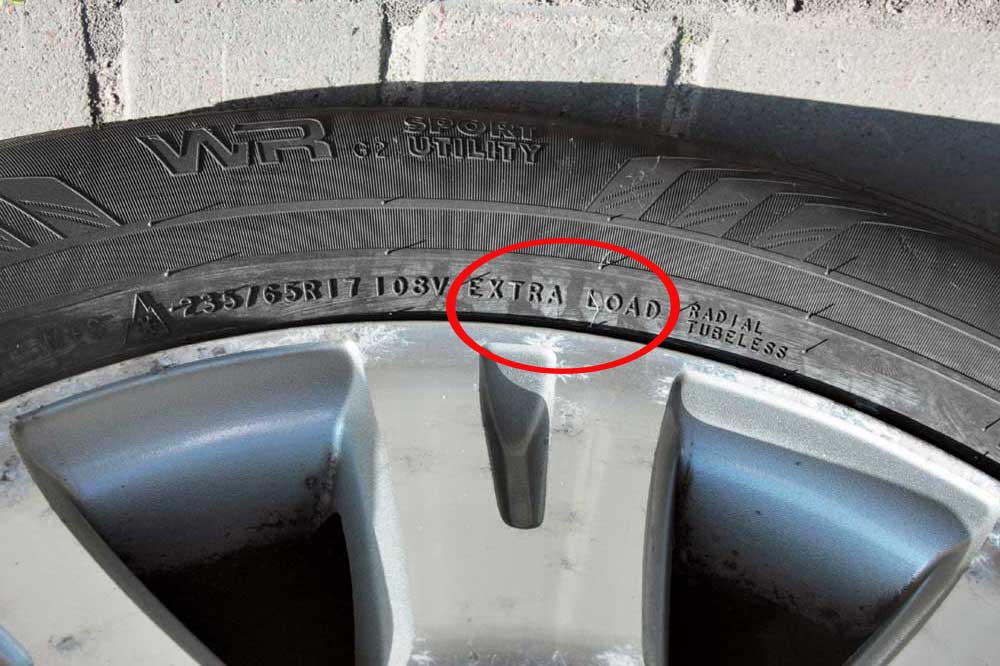 WR G2 SPORT
UTILITY
235/65R17 108V EXTRA LOAD RADIAL
TUBELESS